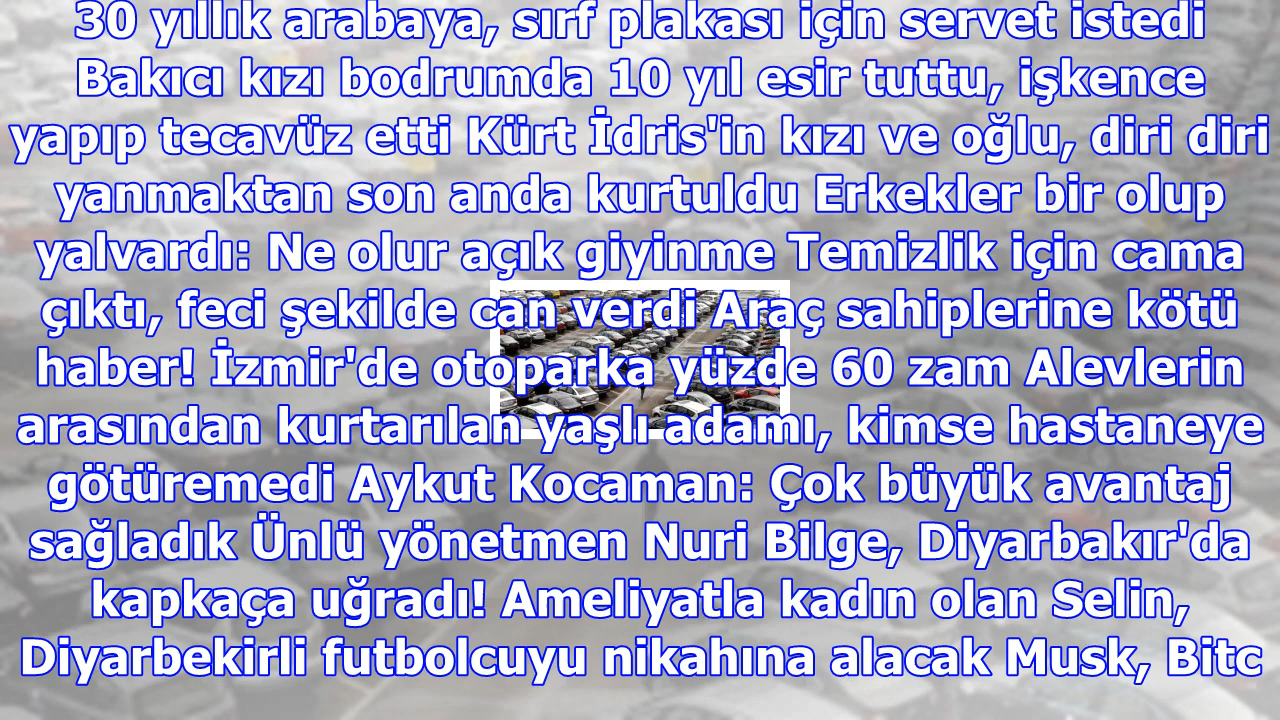 30 yıllık arabaya, sırf plakası için servet istedi
Bakıcı kızı bodrumda 10 yıl esir tuttu, işkence
yapıp tecavüz etti Kürt İdris'in kızı ve oğlu, diri diri
yanmaktan son anda kurtuldu Erkekler bir olup
yalvardı: Ne olur açık giyinme Temizlik için cama
çıktı, feci şekilde can verdi Araç sahiplerine kötü
haber! İzmir'de otoparka yüzde 60 zam Alevlerin
arasından kurtarılan yaşlı adamı, kimse hastaneye
götüremedi Aykut Kocaman: Çok büyük avantaj
sağladık Ünlü yönetmen Nuri Bilge, Diyarbakır'da
kapkaça uğradı! Ameliyatla kadın olan Selin,
Diyarbekirli futbolcuyu nikahına alacak Musk, Bitc